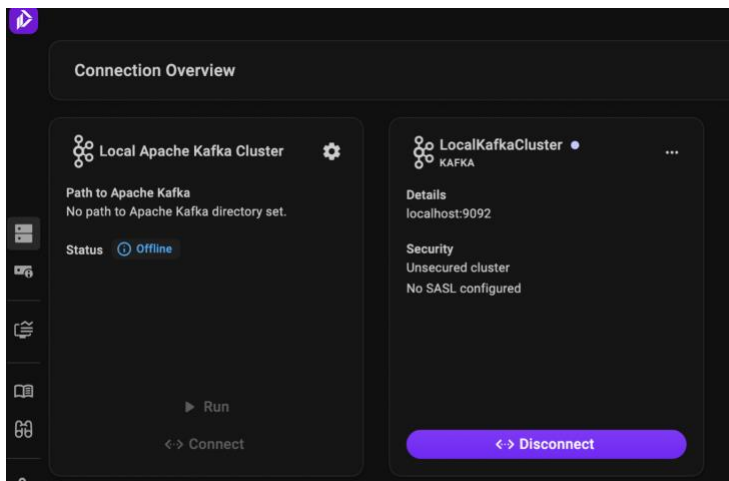 Connection Overview
Local Apache Kafka Cluster
Path to Apache Kafka
No path to Apache Kafka directory set.
Status Offline
Run
Connect
LocalKafkaCluster
KAFKA
...
Details
localhost:9092
Security
Unsecured cluster
No SASL configured
Disconnect